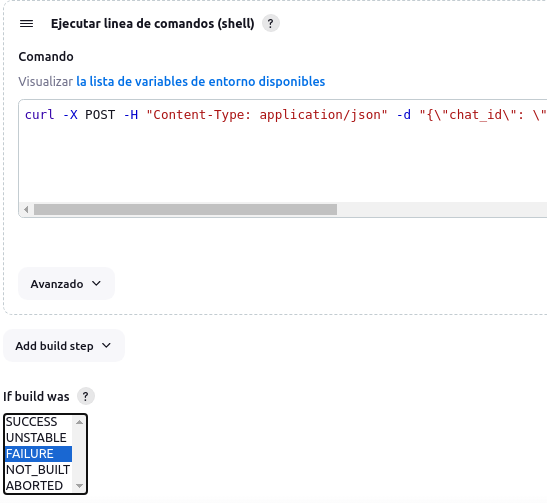 Ejecutar linea de comandos (shell) ?
Comando
Visualizar la lista de variables de entorno disponibles
curl -X POST -H "Content-Type: application/json" -d "{\"chat_id\": \"
Avanzado
Add build step
If build was ?
SUCCESS
UNSTABLE
FAILURE
NOT_BUILT
ABORTED